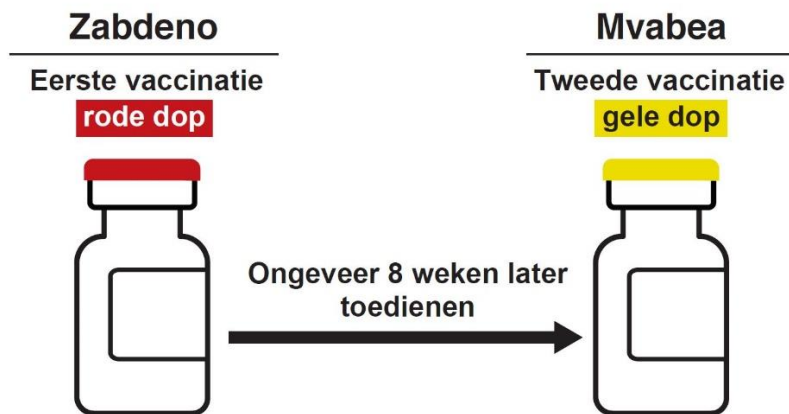 Zabdeno
Eerste vaccinatie
rode dop
Mvabea
Tweede vaccinatie
gele dop
Ongeveer 8 weken later
toedienen